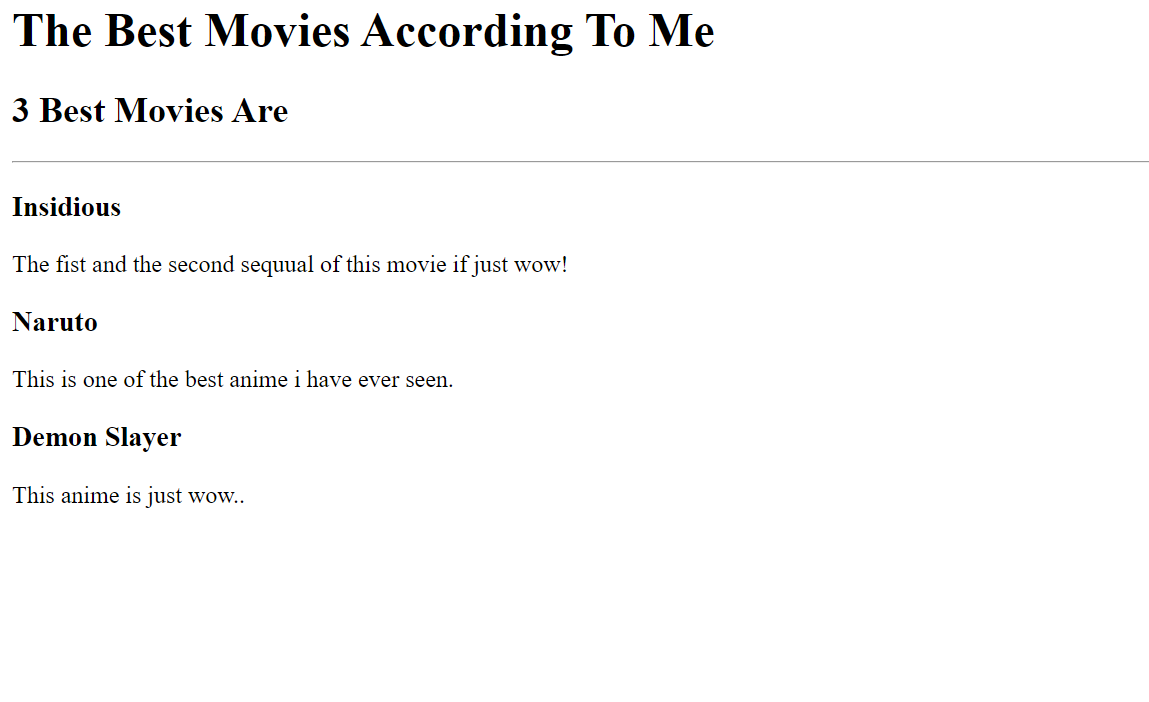 The Best Movies According To Me
3 Best Movies Are
Insidious
The fist and the second sequual of this movie if just wow!
Naruto
This is one of the best anime i have ever seen.
Demon Slayer
This anime is just wow..